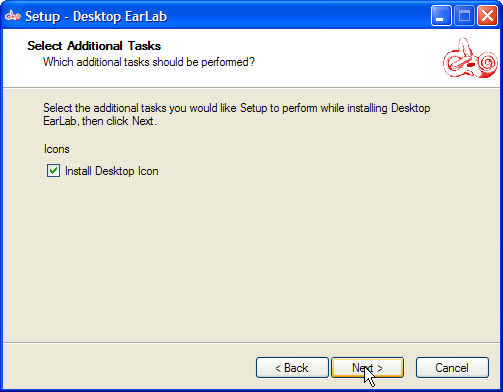 Setup - Desktop EarLab
Select Additional Tasks
Which additional tasks should be performed?
Select the additional tasks you would like Setup to perform while installing Desktop
EarLab, then click Next.
Icons
Install Desktop Icon
< Back
Next >
Cancel